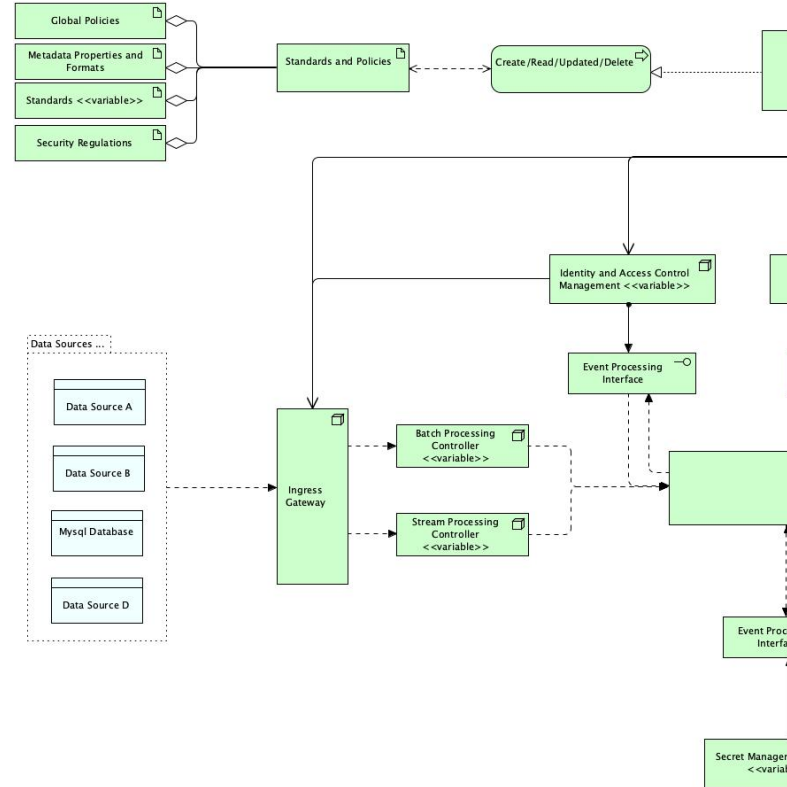 Global Policies
Metadata Properties and
Formats
Standards <<variable>>
Security Regulations
Standards and Policies
Create/Read/Updated/Delete
Identity and Access Control
Management <<variable>>
Event Processing
Interface
Data Sources ...
Data Source A
Data Source B
Mysql Database
Data Source D
Ingress
Gateway
Batch Processing
Controller
<<variable>>
Stream Processing
Controller
<<variable>>
Event Proc
Interfa
Secret Manager
<<variab